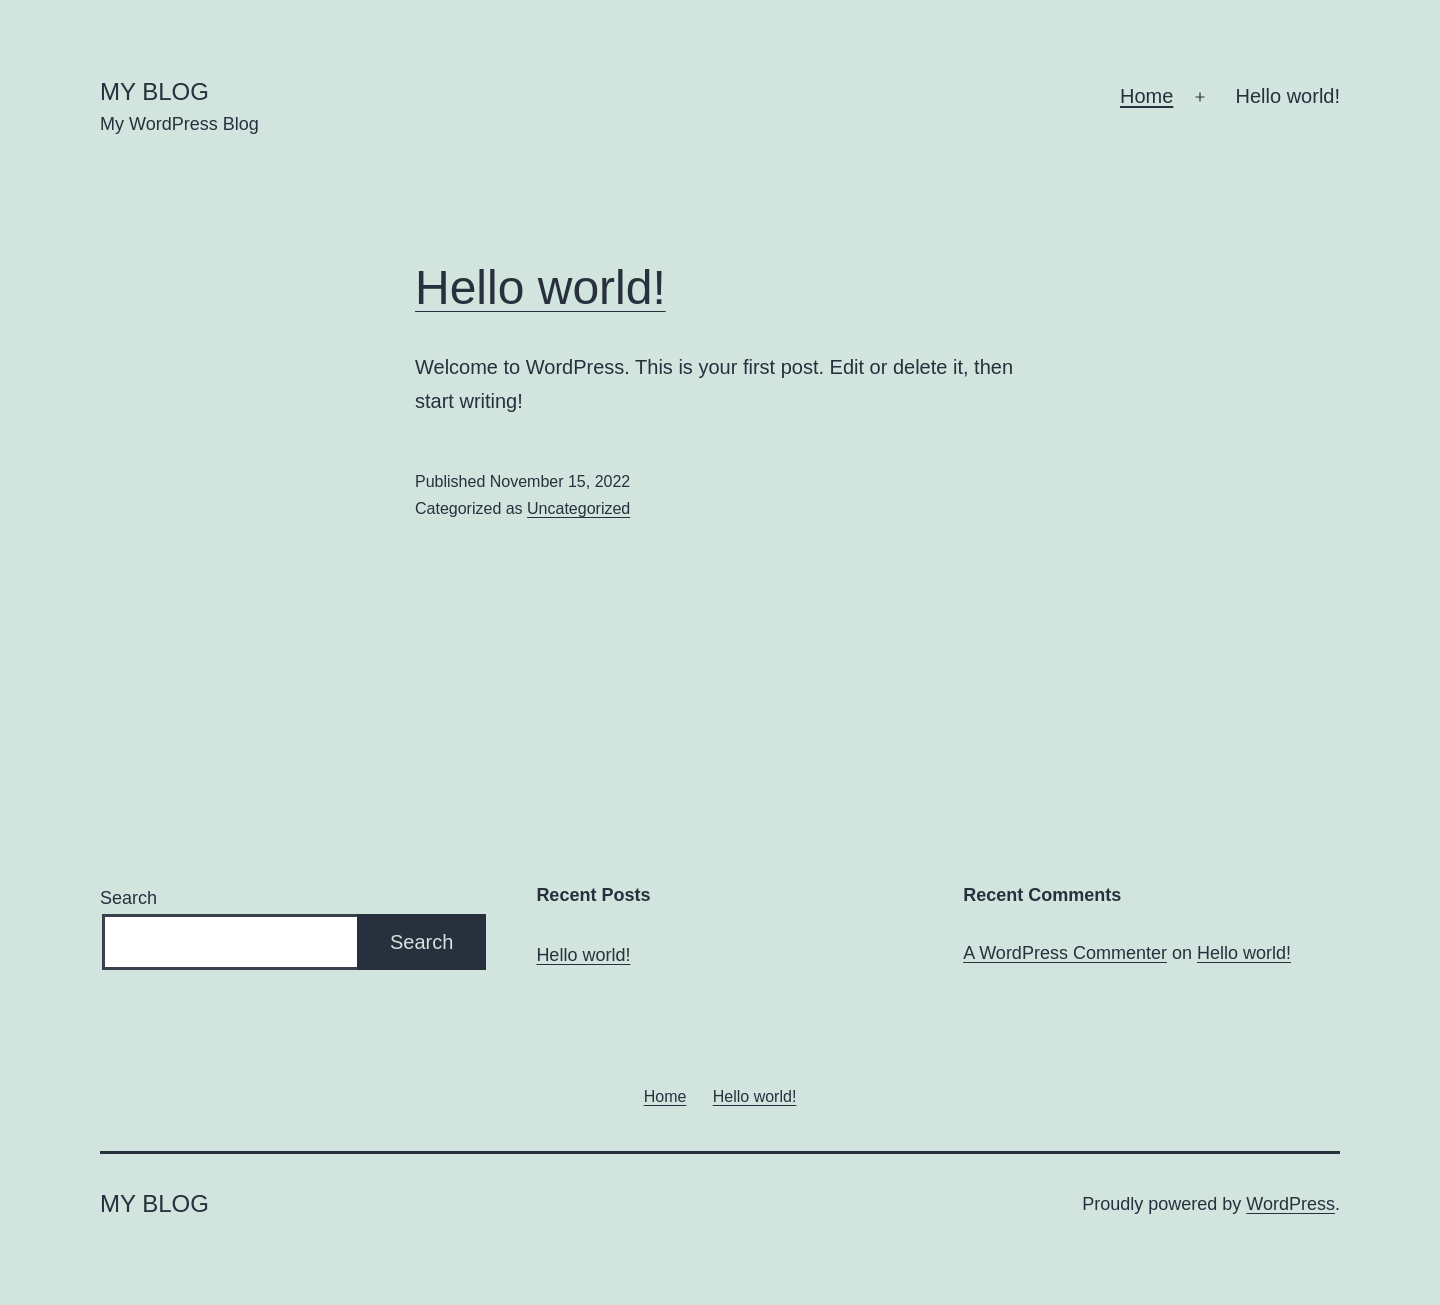 MY BLOG
My WordPress Blog
Home + Hello world!
Hello world!
Welcome to WordPress. This is your first post. Edit or delete it, then
start writing!
Published November 15, 2022
Categorized as Uncategorized
Search
Search
Recent Posts
Hello world!
Recent Comments
A WordPress Commenter on Hello world!
Home Hello world!
MY BLOG
Proudly powered by WordPress.